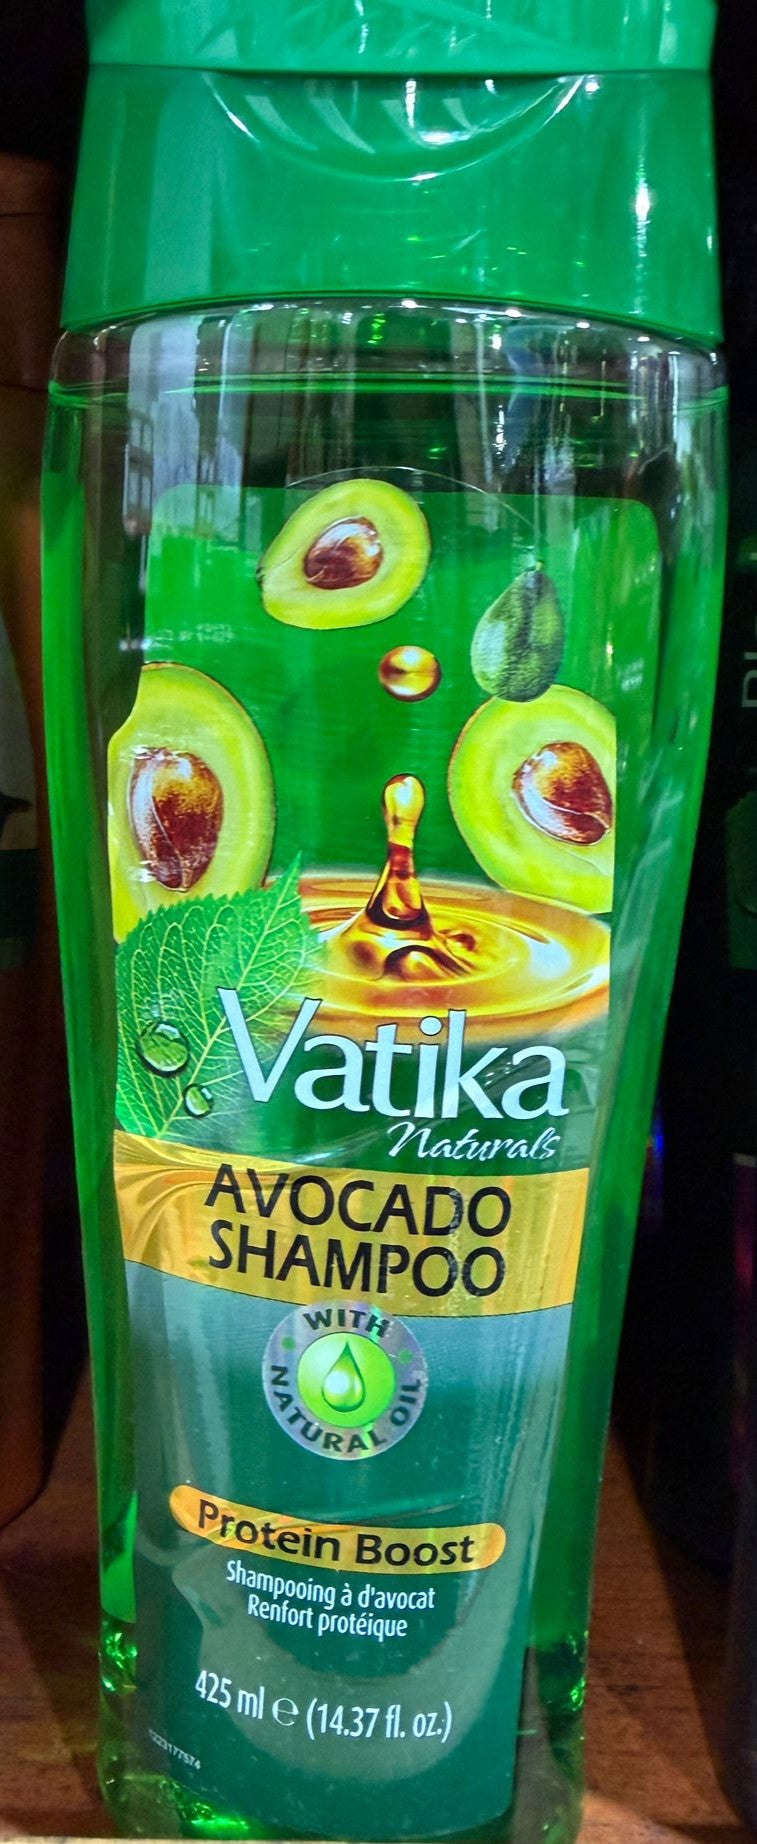 Vatika
Naturals
AVOCADO
SHAMPOO
WITH
NATURAL OIL
Protein Boost
Shampooing à d'avocat
Renfort protéique
425 ml ℮ (14.37 fl. oz.)